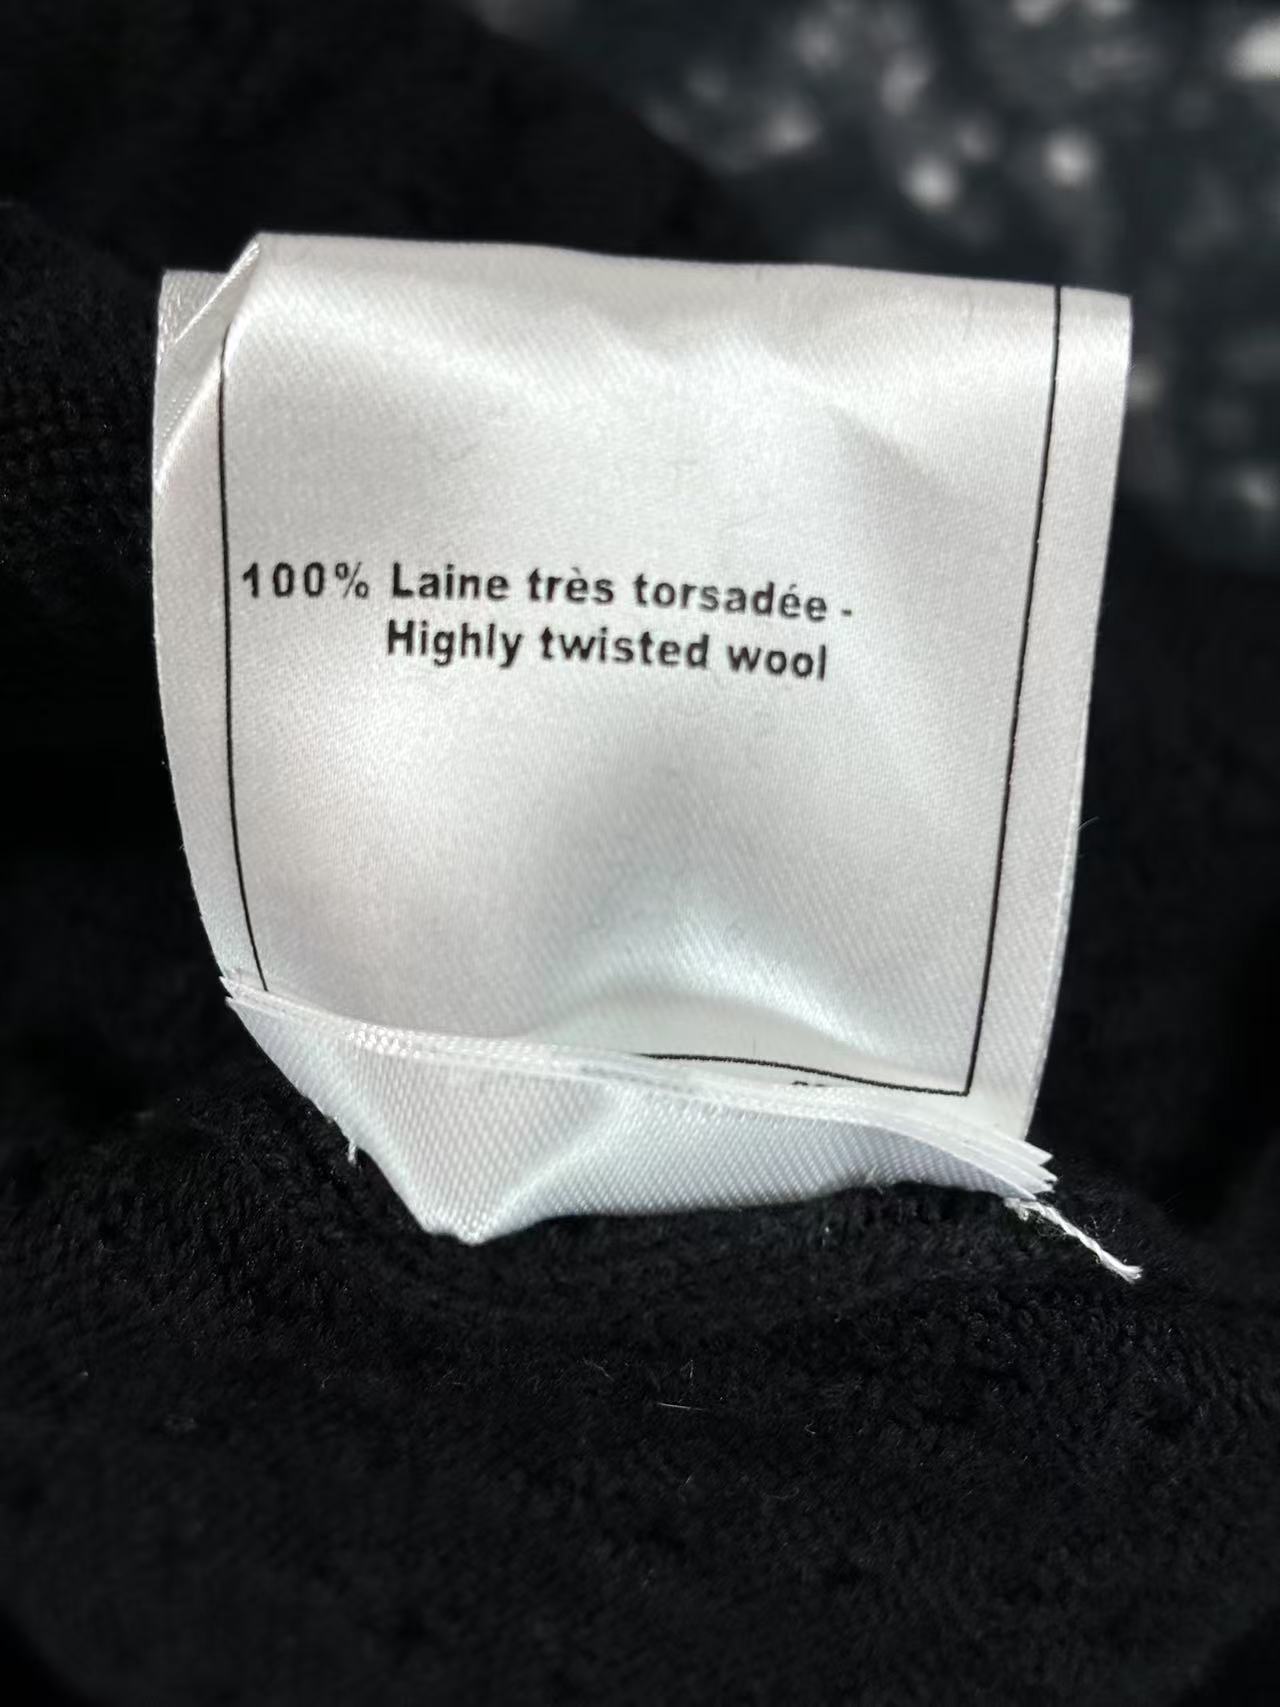 100% Laine très torsadée -
Highly twisted wool